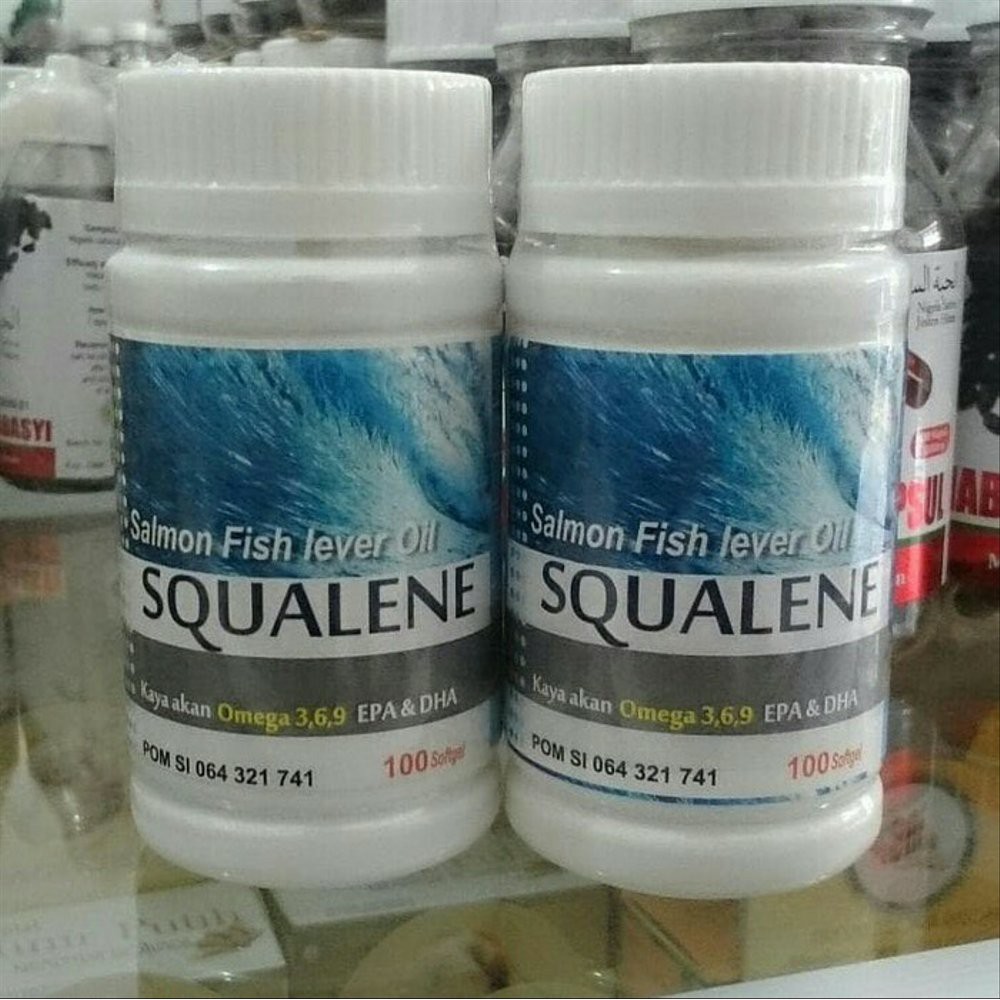 Salmon Fish lever Oil
SQUALENE
Kaya akan Omega 3,6,9 EPA & DHA
POM SI 064 321 741
100 Softgel
Salmon Fish lever Oil
SQUALENE
Kaya akan Omega 3,6,9 EPA & DHA
POM SI 064 321 741
100 Softgel